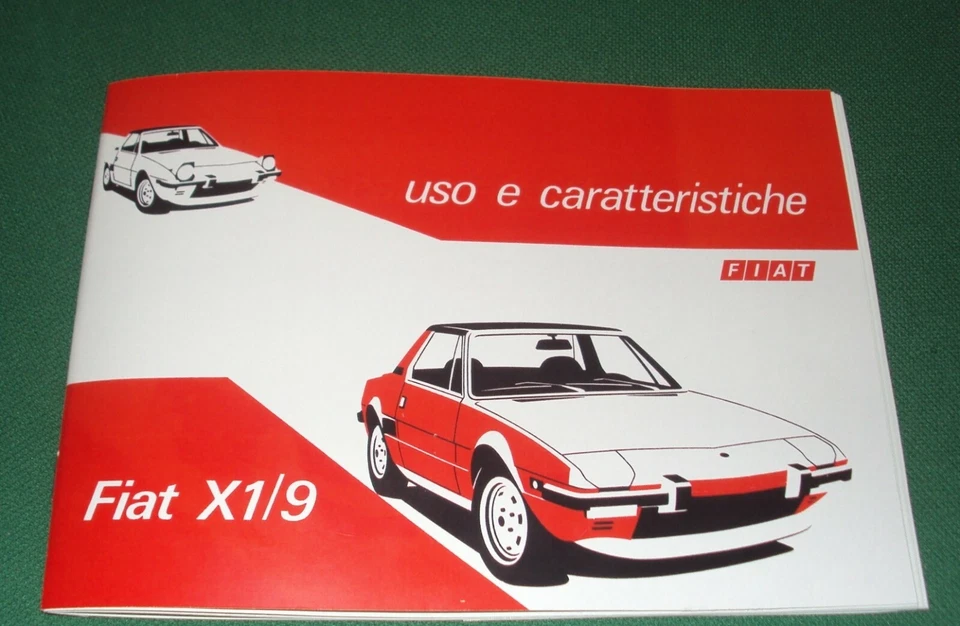 uso e caratteristiche
FIAT
Fiat X1/9